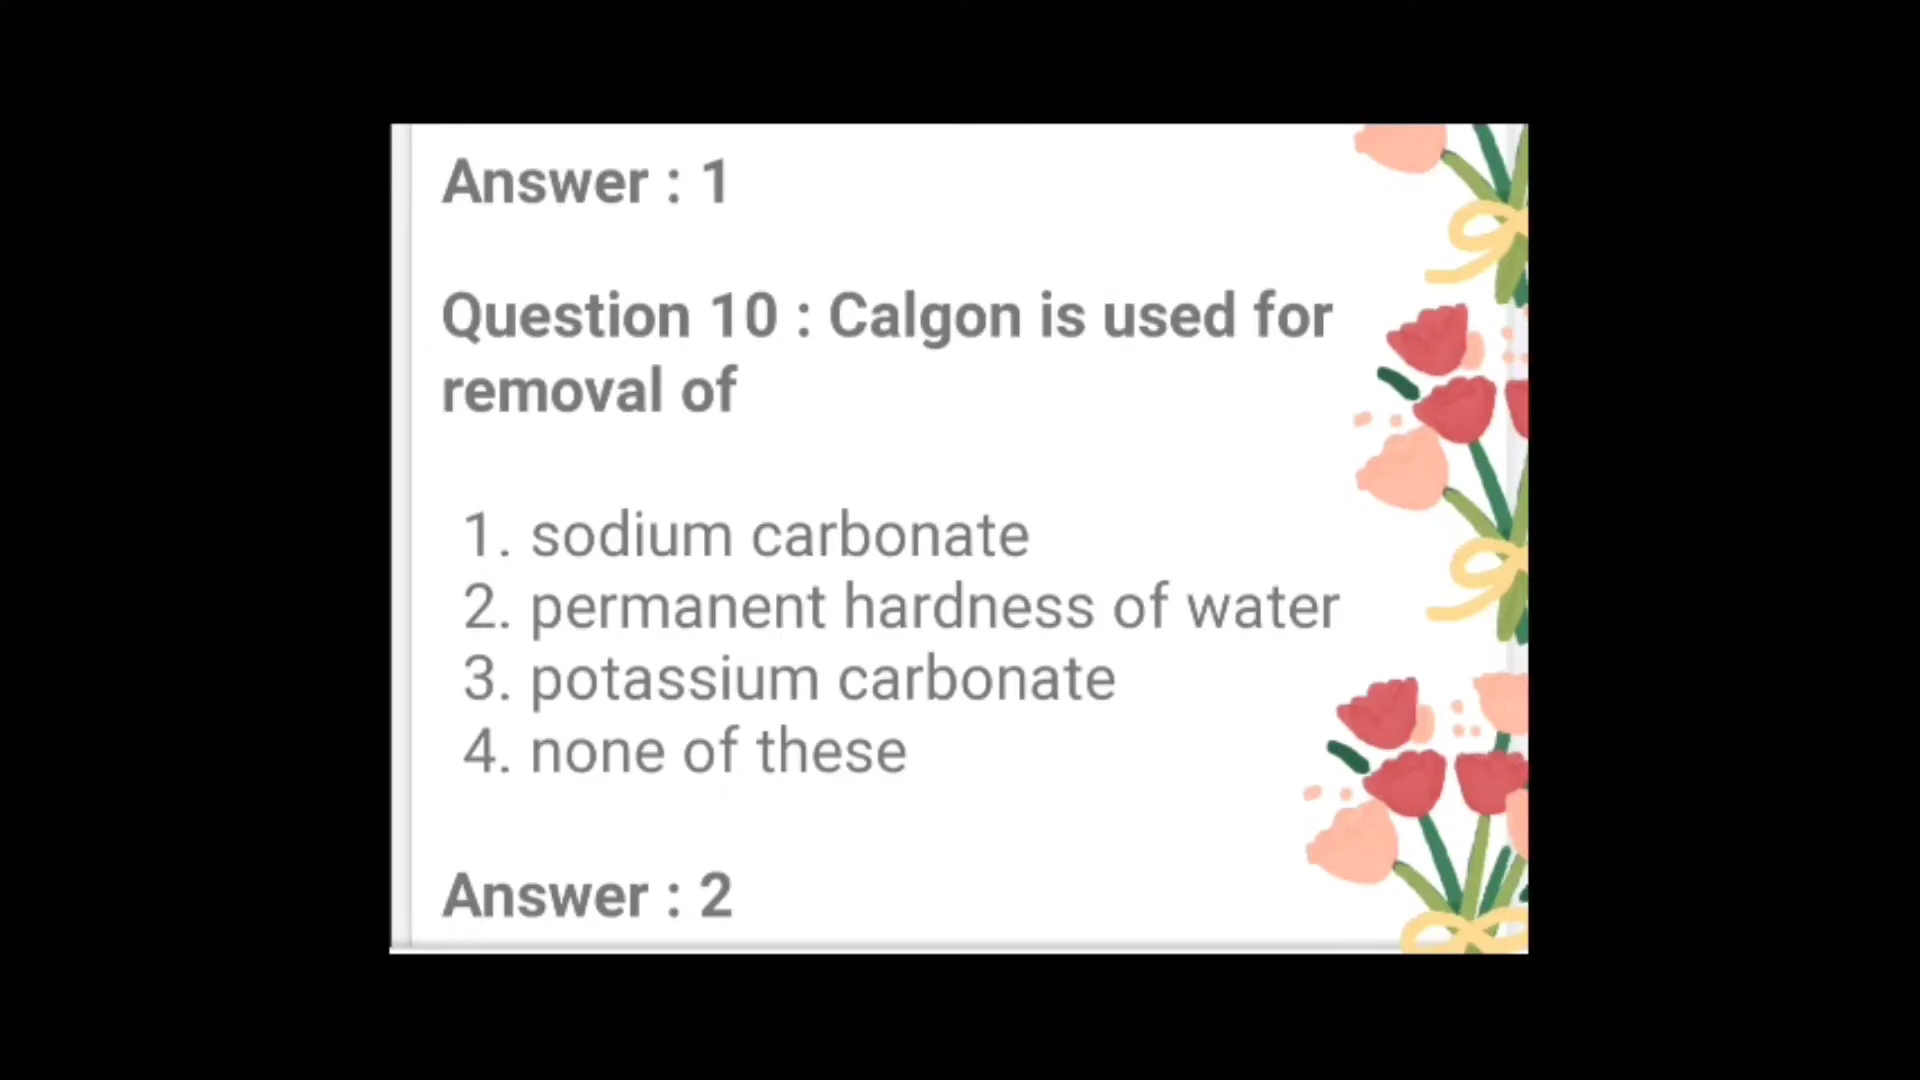 Answer : 1
Question 10 : Calgon is used for
removal of
1. sodium carbonate
2. permanent hardness of water
3. potassium carbonate
4. none of these
Answer : 2